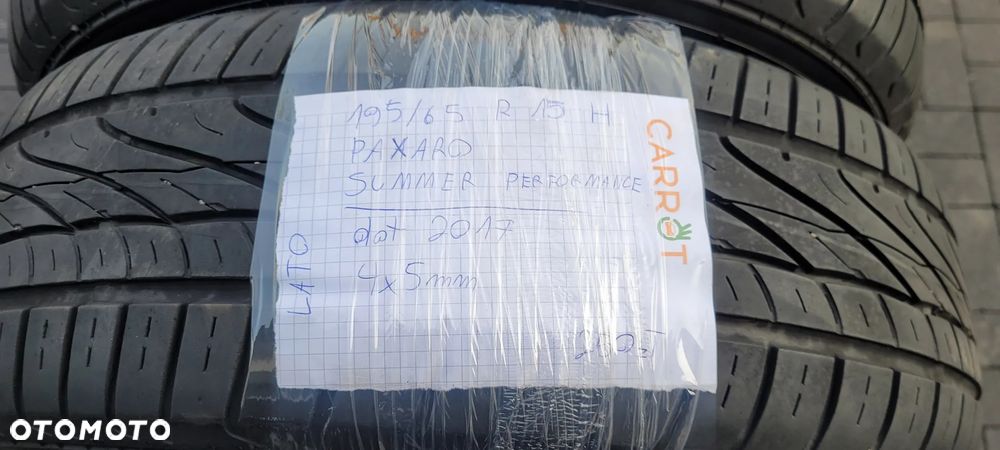 195/65 R 15 H
PAXARO
SUMMER PERFORMANCE
dot 2017
4x5mm
LATO
CARROT
OTOMOTO